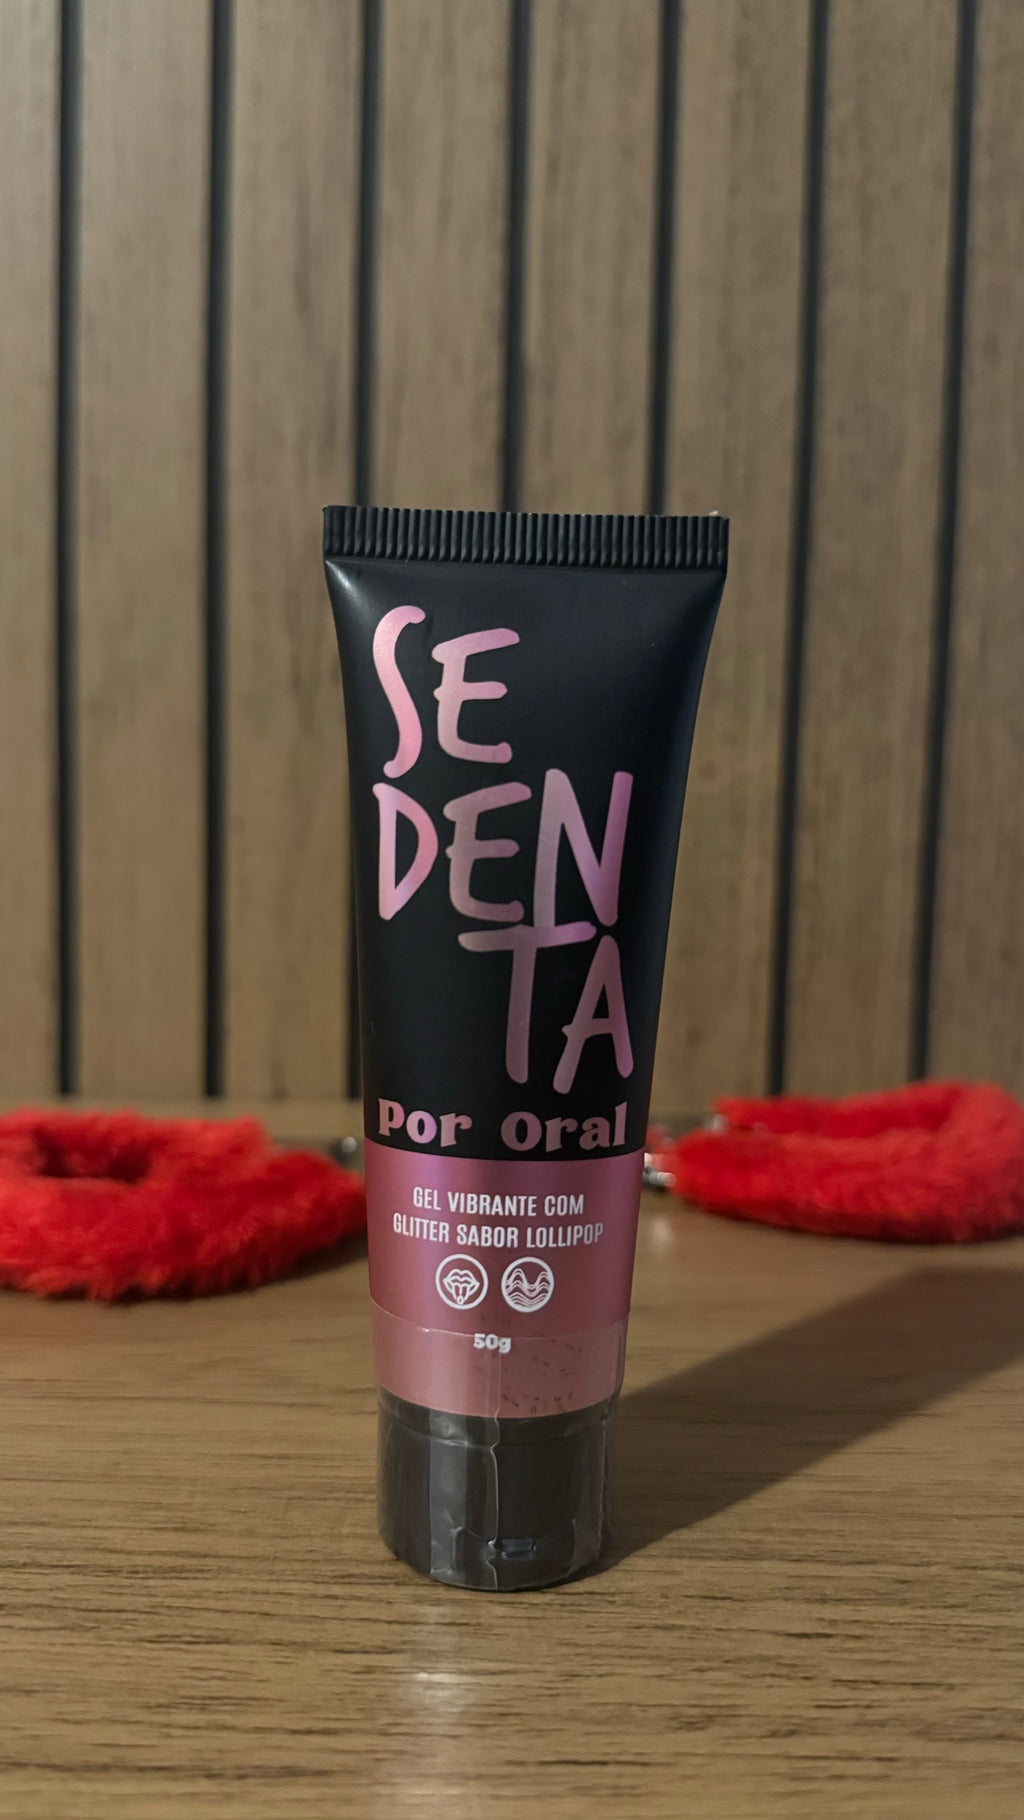 SE
DEN
TA
Por Oral
GEL VIBRANTE COM
GLITTER SABOR LOLLIPOP
50g